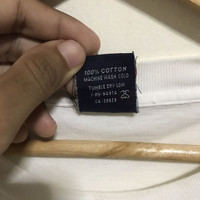 100% COTTON
MACHINE WASH COLD
TUMBLE DRY LOW